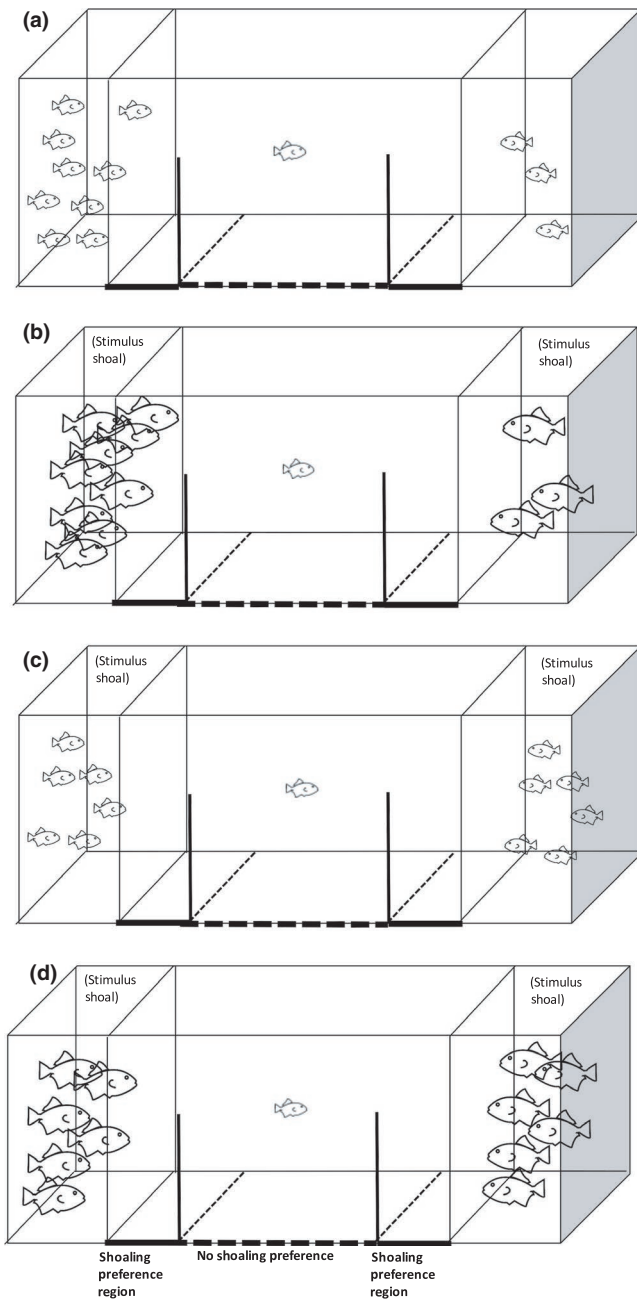 (a)
(b)
(Stimulus
shoal)
(Stimulus
shoal)
(c)
(Stimulus
shoal)
(Stimulus
shoal)
(d)
(Stimulus
shoal)
(Stimulus
shoal)
Shoaling
preference
region
No shoaling preference
Shoaling
preference
region